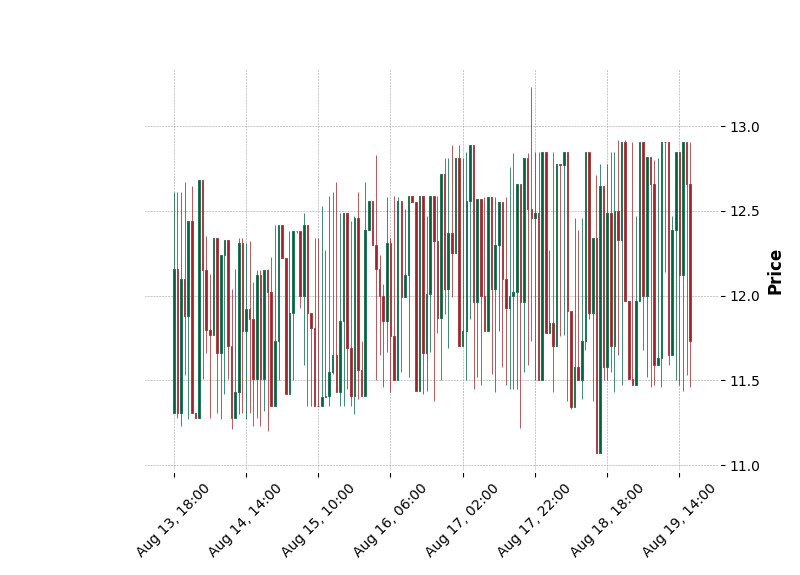 13.0
12.5
12.0
11.5
11.0
Price
Aug 13, 18:00
Aug 14, 14:00
Aug 15, 10:00
Aug 16, 06:00
Aug 17, 02:00
Aug 17, 22:00
Aug 18, 18:00
Aug 19, 14:00